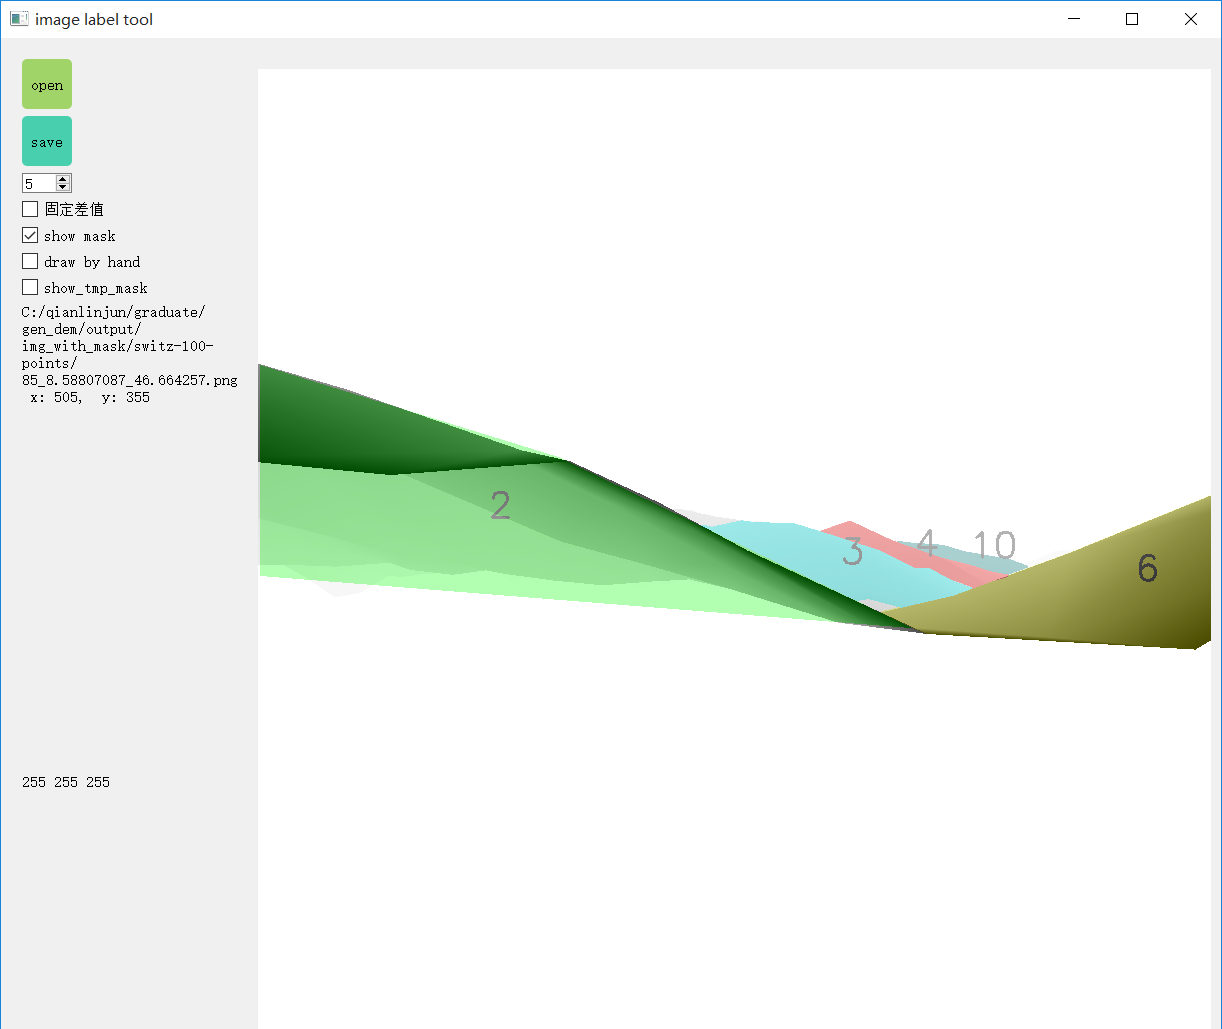 image label tool
open
save
5
固定差值
show mask
draw by hand
show_tmp_mask
C:/qianlinjun/graduate/
gen_dem/output/
img_with_mask/switz-100-
points/
85_8.58807087_46.664257.png
x: 505, y: 355
2
3
4
10
6
255 255 255